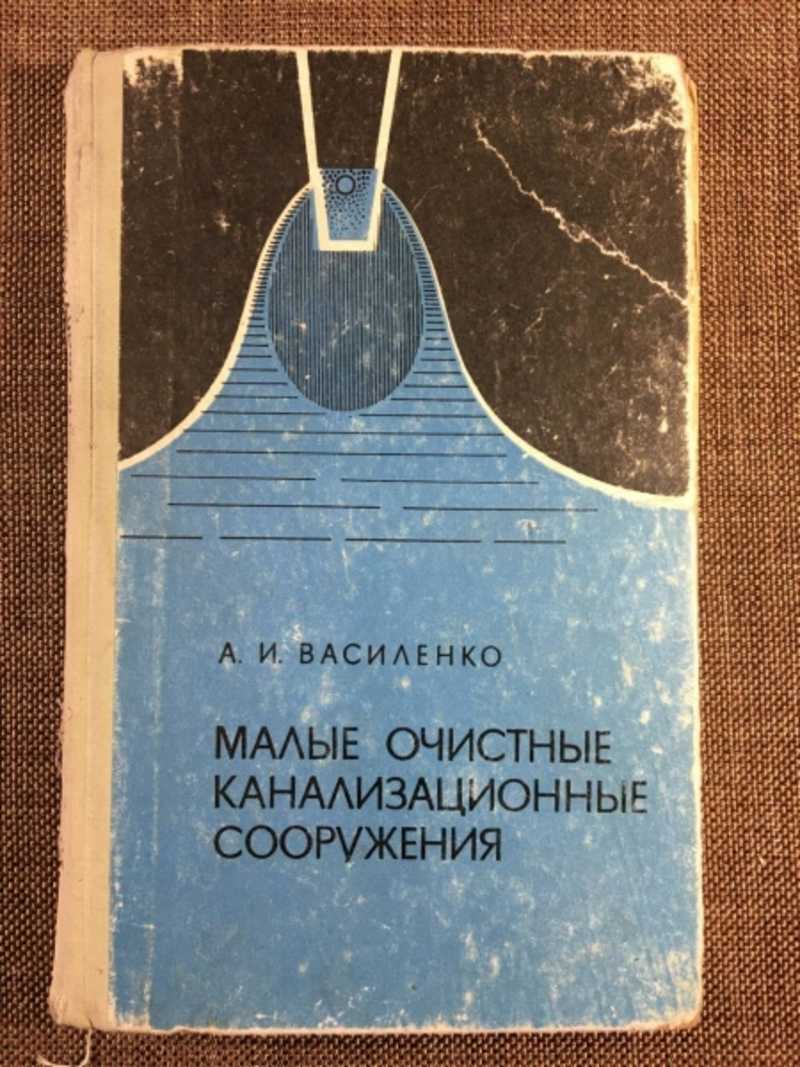 А. И. ВАСИЛЕНКО
МАЛЫЕ ОЧИСТНЫЕ
КАНАЛИЗАЦИОННЫЕ
СООРУЖЕНИЯ